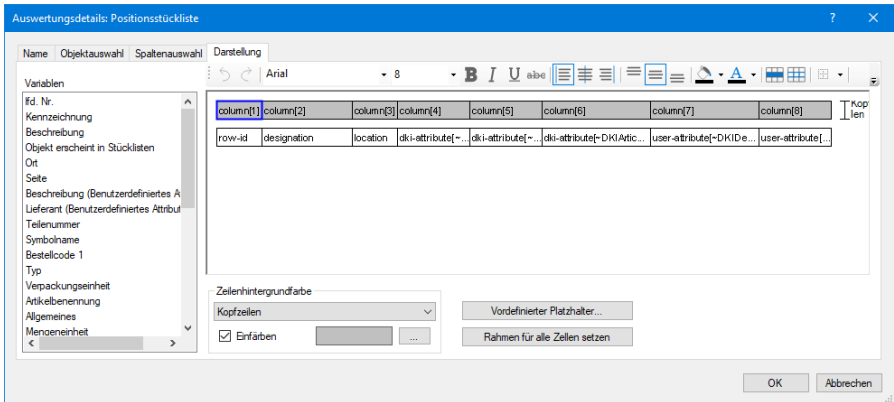 Auswertungsdetails: Positionsstückliste
Name Objektauswahl Spaltenauswahl Darstellung
Variablen
lfd. Nr.
Kennzeichnung
Beschreibung
Objekt erscheint in Stücklisten
Ort
Seite
Beschreibung (Benutzerdefiniertes A
Lieferant (Benutzerdefiniertes Attribut
Teilenummer
Symbolname
Bestellcode 1
Typ
Verpackungseinheit
Artikelbenennung
Allgemeines
Mengeneinheit
Arial 8 B I U abc A
column[1] column[2] column[3] column[4] column[5] column[6] column[7] column[8]
Kop
len
row-id designation location dki-attribute[~... dki-attribute[~... dki-attribute[~DKIArtic... user-attribute[~DKIDe... user-attribute[...
Zeilenhintergrundfarbe
Kopfzeilen
Einfärben ...
Vordefinierter Platzhalter...
Rahmen für alle Zellen setzen
OK Abbrechen